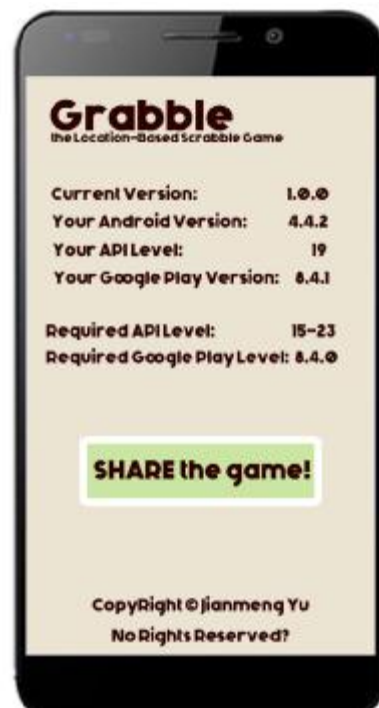 Grabble
the Location-Based Scrabble Game
Current Version: 1.0.0
Your Android Version: 4.4.2
Your API Level: 19
Your Google Play Version: 8.4.1
Required API Level: 15-23
Required Google Play Level: 8.4.0
SHARE the game!
CopyRight © Jianmeng Yu
No Rights Reserved?